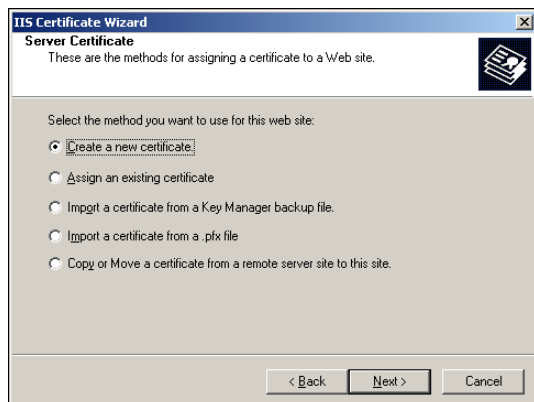 IIS Certificate Wizard
Server Certificate
These are the methods for assigning a certificate to a Web site.
Select the method you want to use for this web site:
Create a new certificate.
Assign an existing certificate
Import a certificate from a Key Manager backup file.
Import a certificate from a .pfx file
Copy or Move a certificate from a remote server site to this site.
< Back Next > Cancel